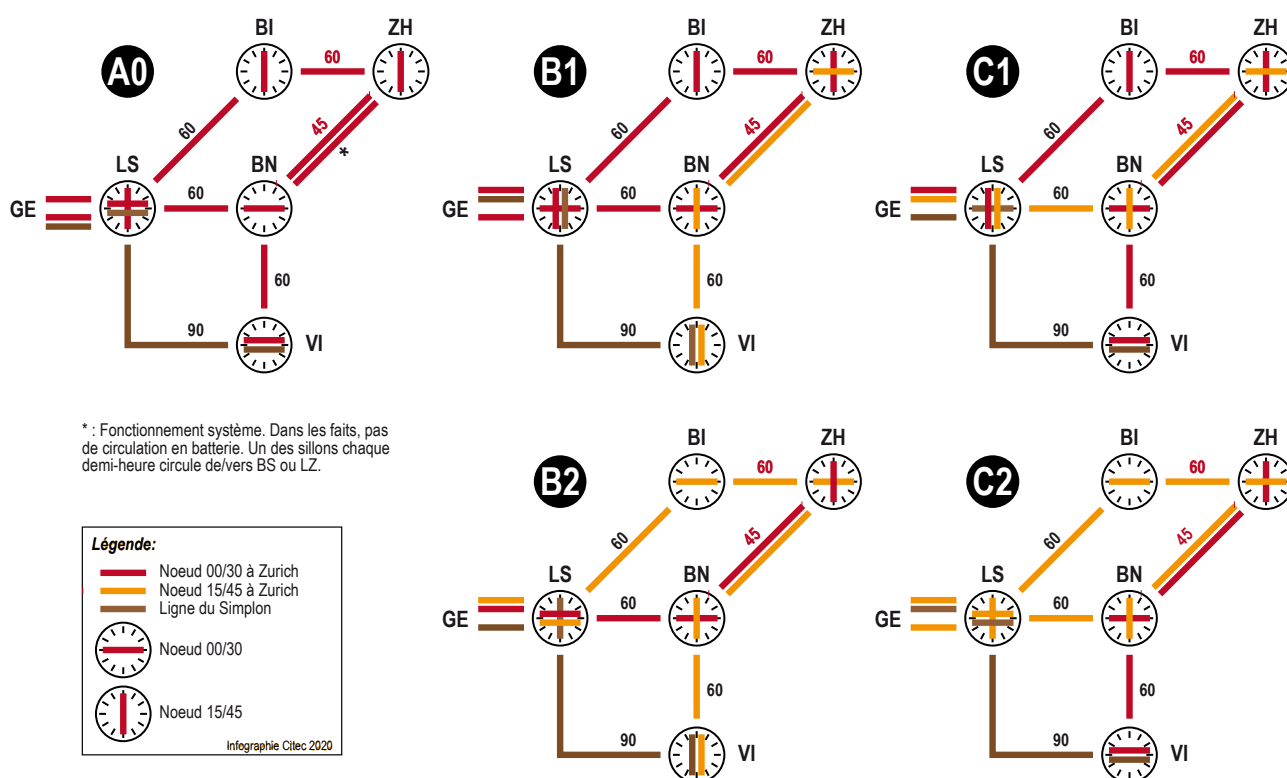 A0
BI
ZH
60
45
*
60
LS
BN
60
GE
60
90
VI
B1
BI
ZH
60
45
60
LS
BN
60
GE
60
90
VI
C1
BI
ZH
60
45
60
LS
BN
60
GE
60
90
VI
* : Fonctionnement système. Dans les faits, pas
de circulation en batterie. Un des sillons chaque
demi-heure circule de/vers BS ou LZ.
Légende:
Noeud 00/30 à Zurich
Noeud 15/45 à Zurich
Ligne du Simplon
Noeud 00/30
Noeud 15/45
Infographie Citec 2020
B2
BI
ZH
60
45
60
LS
BN
60
GE
60
90
VI
C2
BI
ZH
60
45
60
LS
BN
60
GE
60
90
VI